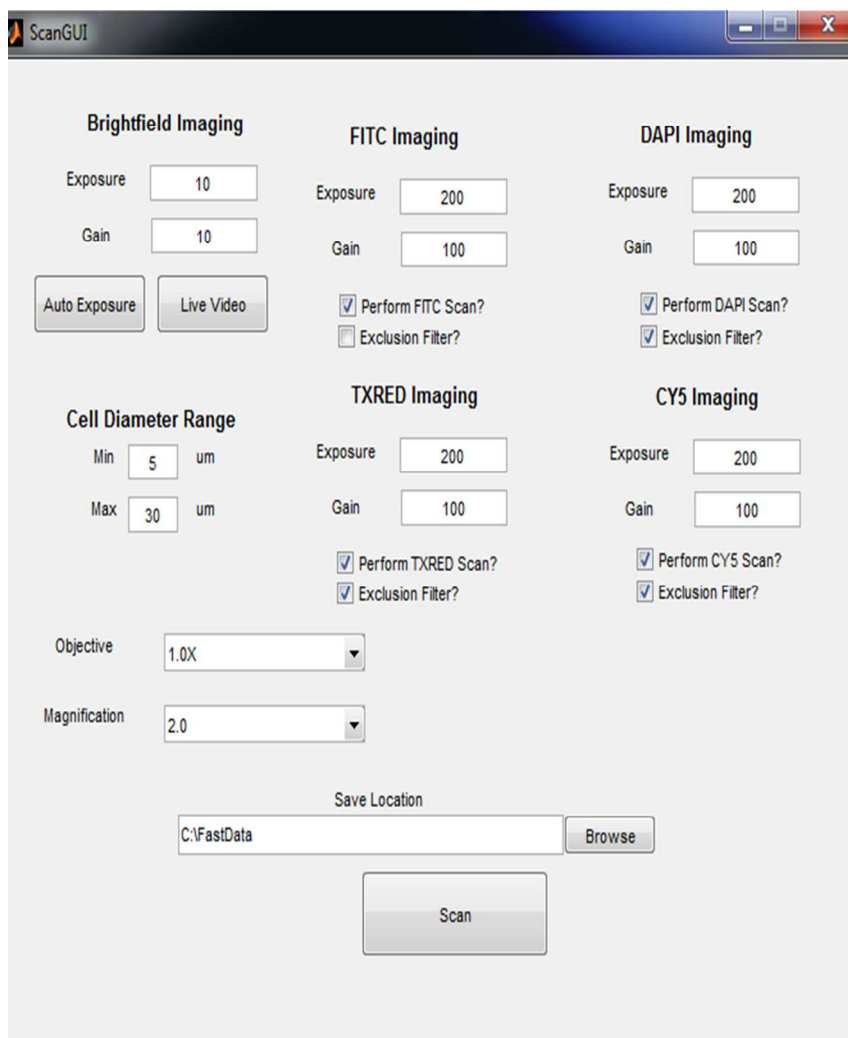 ScanGUI
Brightfield Imaging
Exposure 10
Gain 10
Auto Exposure Live Video
FITC Imaging
Exposure 200
Gain 100
Perform FITC Scan?
Exclusion Filter?
DAPI Imaging
Exposure 200
Gain 100
Perform DAPI Scan?
Exclusion Filter?
Cell Diameter Range
Min 5 um
Max 30 um
TXRED Imaging
Exposure 200
Gain 100
Perform TXRED Scan?
Exclusion Filter?
CY5 Imaging
Exposure 200
Gain 100
Perform CY5 Scan?
Exclusion Filter?
Objective 1.0X
Magnification 2.0
Save Location
C:\FastData Browse
Scan